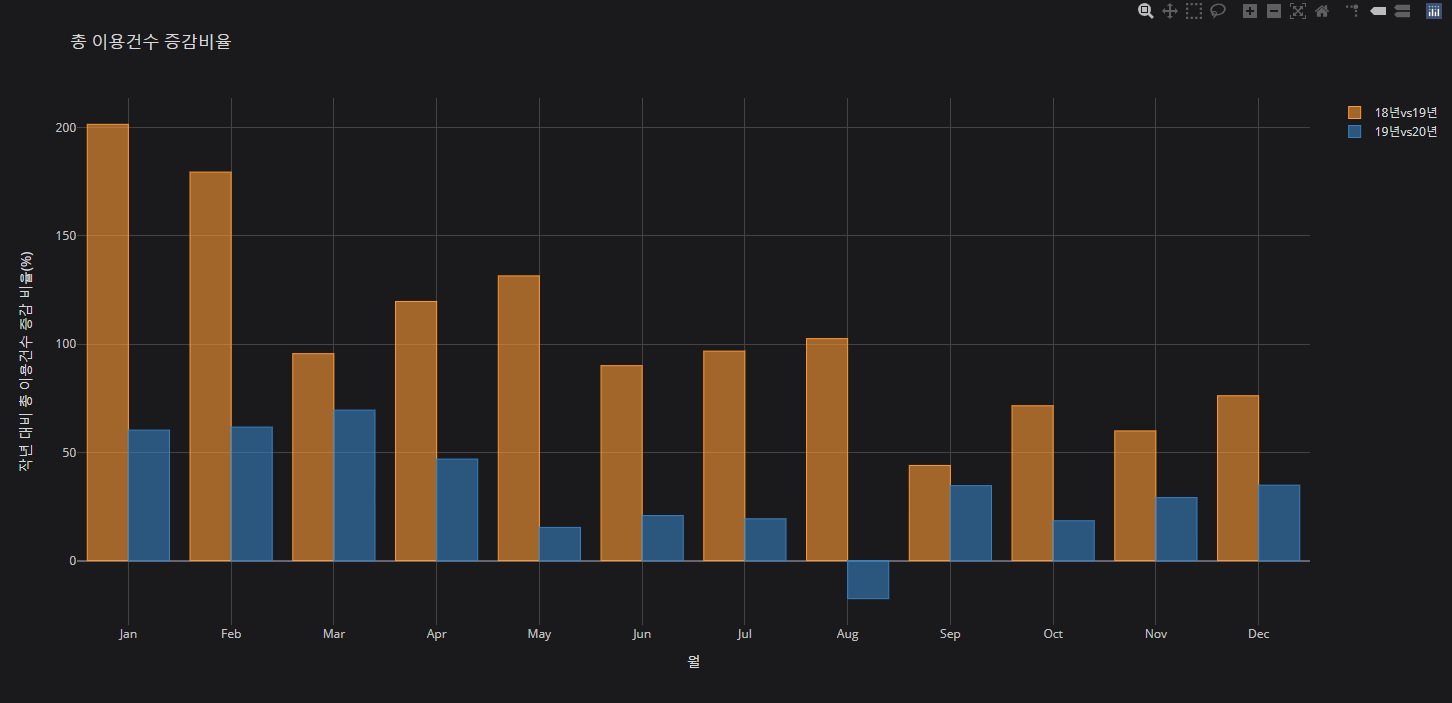 총 이용건수 증감비율
18년vs19년
19년vs20년
작년 대비 총 이용건수 증감 비율(%)
200
150
100
50
0
Jan Feb Mar Apr May Jun Jul Aug Sep Oct Nov Dec
월